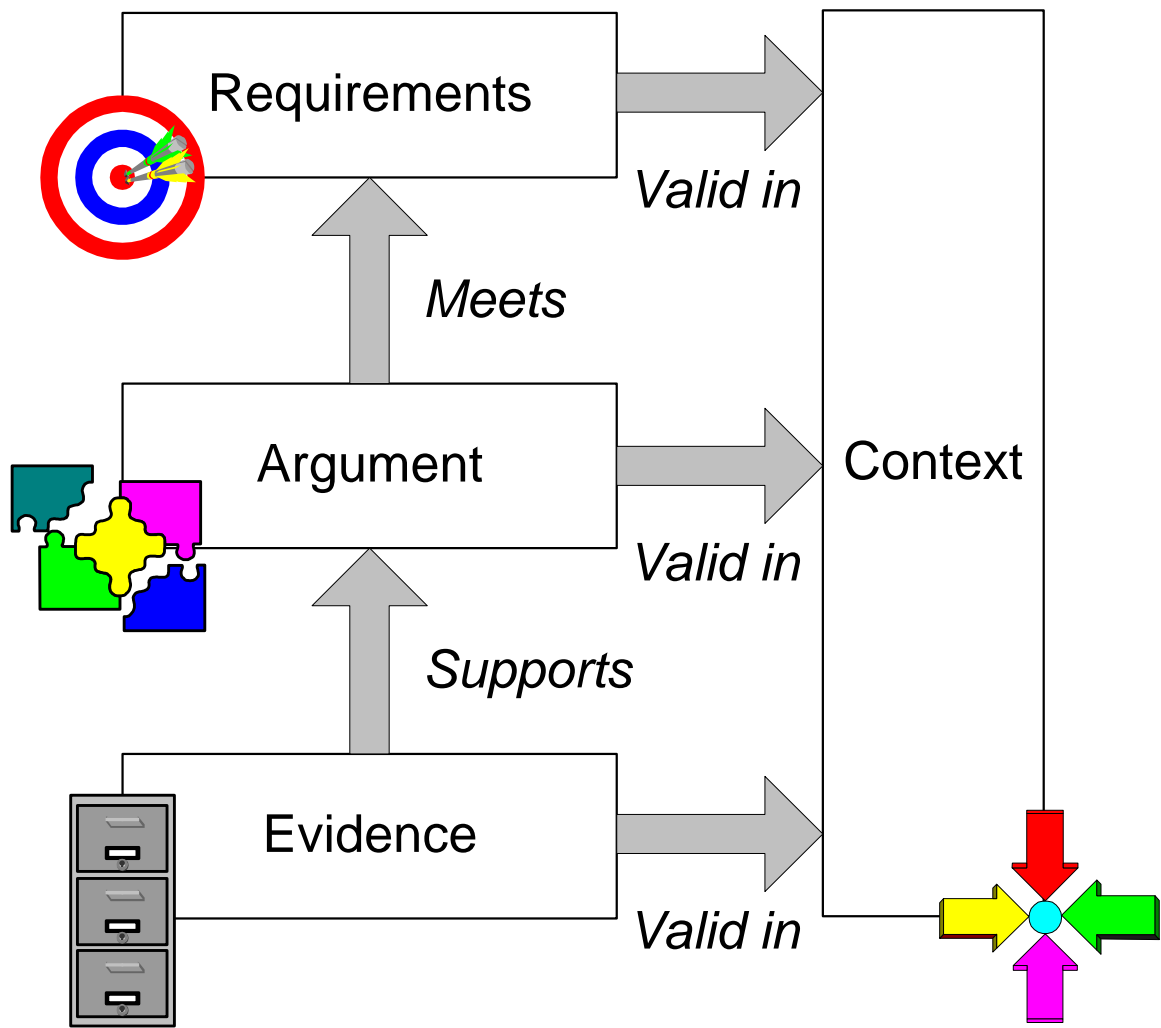 Requirements
Valid in
Meets
Argument
Context
Valid in
Supports
Evidence
Valid in